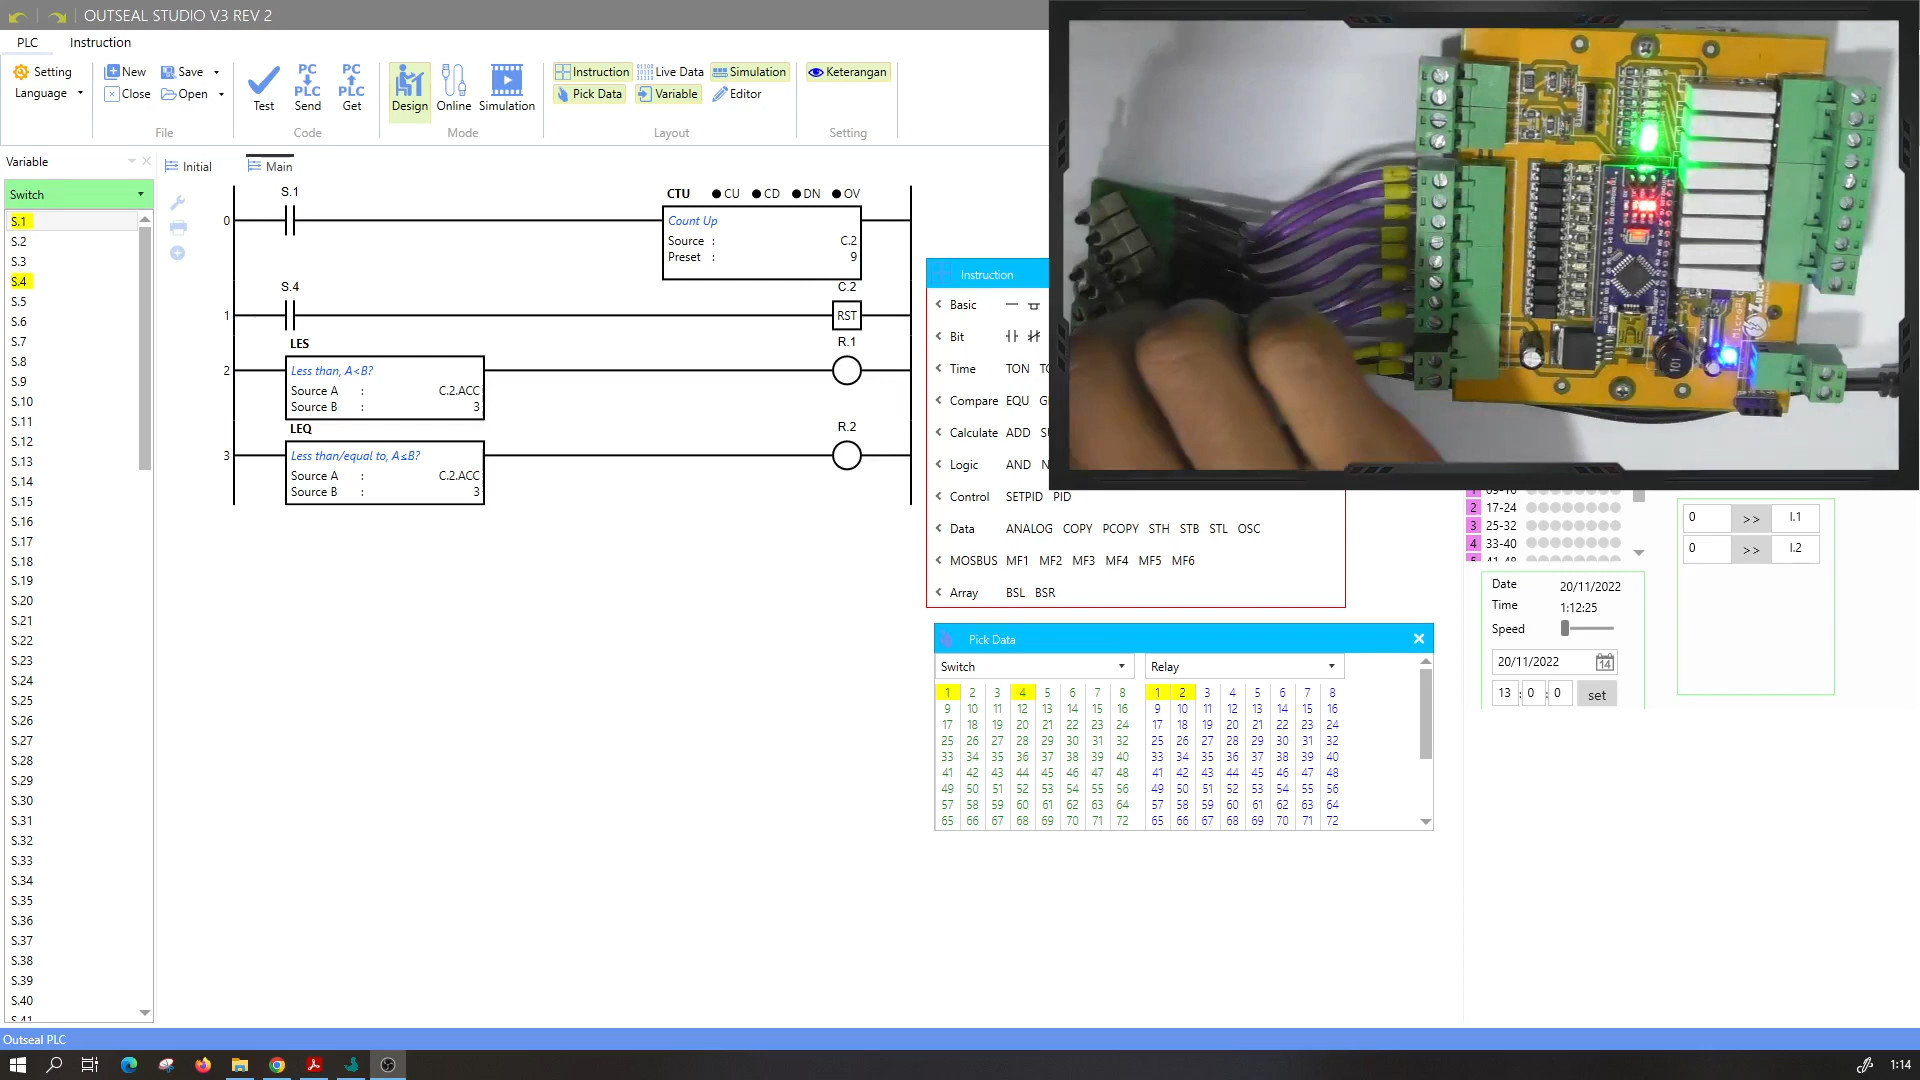 OUTSEAL STUDIO V.3 REV 2
PLC Instruction
Setting New Save Test PC PLC Send PC PLC Get Design Online Simulation Instruction Live Data Simulation Keterangan
Language Close Open Pick Data Variable Editor
File Code Mode Layout Setting
Variable
Switch
S.1
S.2
S.3
S.4
S.5
S.6
S.7
S.8
S.9
S.10
S.11
S.12
S.13
S.14
S.15
S.16
S.17
S.18
S.19
S.20
S.21
S.22
S.23
S.24
S.25
S.26
S.27
S.28
S.29
S.30
S.31
S.32
S.33
S.34
S.35
S.36
S.37
S.38
S.39
S.40
S.41
Initial Main
0 S.1 CTU CU CD DN OV
Count Up
Source : C.2
Preset : 9
1 S.4 C.2
RST
LES R.1
2 Less than, A<B?
Source A : C.2.ACC
Source B : 3
LEQ R.2
3 Less than/equal to, A≤B?
Source A : C.2.ACC
Source B : 3
Instruction
Basic
Bit
Time TON
Compare EQU
Calculate ADD
Logic AND
Control SETPID PID
Data ANALOG COPY PCOPY STH STB STL OSC
MOSBUS MF1 MF2 MF3 MF4 MF5 MF6
Array BSL BSR
101
1 09-16
2 17-24
3 25-32
4 33-40
5 41-48
0 >> I.1
0 >> I.2
Date 20/11/2022
Time 1:12:25
Speed
20/11/2022 14
13 : 0 : 0 set
Pick Data
Switch Relay
1 2 3 4 5 6 7 8 1 2 3 4 5 6 7 8
9 10 11 12 13 14 15 16 9 10 11 12 13 14 15 16
17 18 19 20 21 22 23 24 17 18 19 20 21 22 23 24
25 26 27 28 29 30 31 32 25 26 27 28 29 30 31 32
33 34 35 36 37 38 39 40 33 34 35 36 37 38 39 40
41 42 43 44 45 46 47 48 41 42 43 44 45 46 47 48
49 50 51 52 53 54 55 56 49 50 51 52 53 54 55 56
57 58 59 60 61 62 63 64 57 58 59 60 61 62 63 64
65 66 67 68 69 70 71 72 65 66 67 68 69 70 71 72
Outseal PLC
1:14